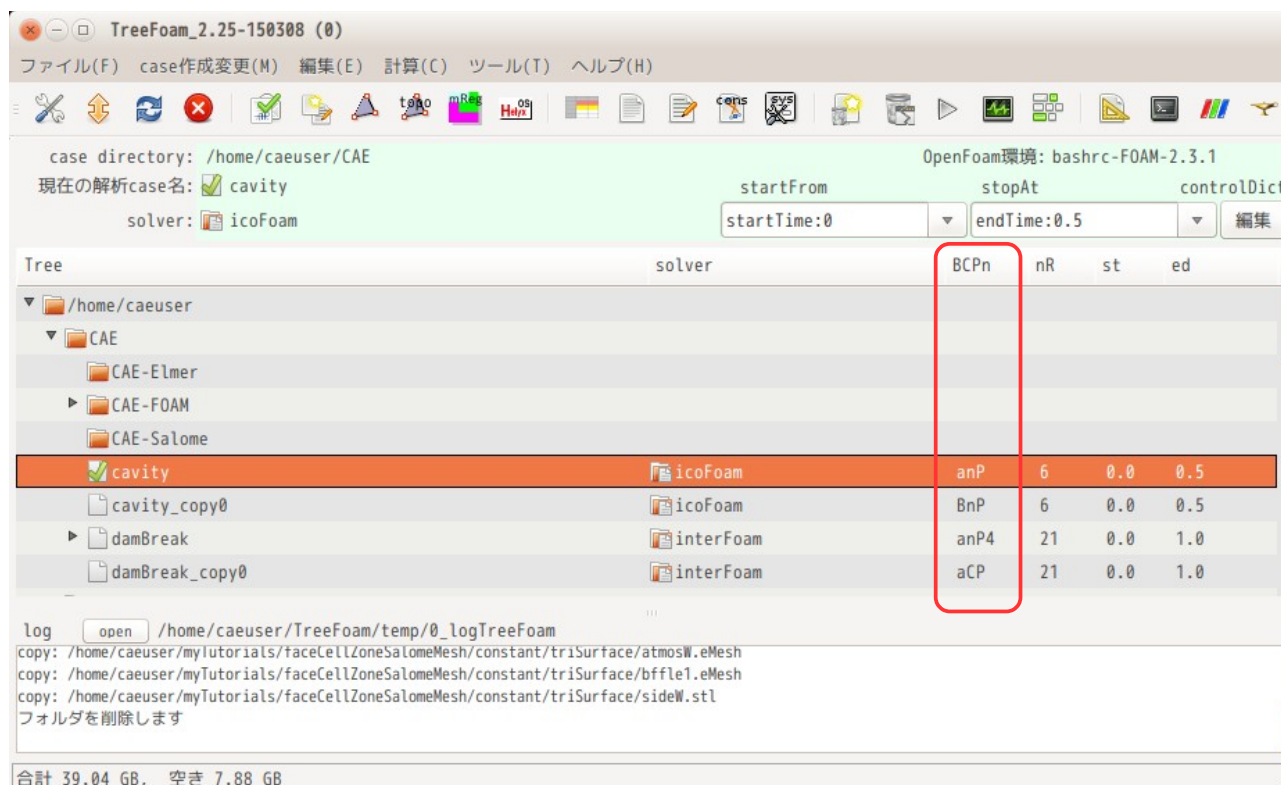 TreeFoam_2.25-150308 (0)
ファイル(F) case作成変更(M) 編集(E) 計算(C) ツール(T) ヘルプ(H)
topo mReg Helyx OS cons sys
case directory: /home/caeuser/CAE OpenFoam環境: bashrc-FOAM-2.3.1
現在の解析case名: cavity startFrom stopAt controlDict
solver: icoFoam startTime:0 endTime:0.5 編集
Tree solver BCPn nR st ed
/home/caeuser
CAE
CAE-Elmer
CAE-FOAM
CAE-Salome
cavity icoFoam anP 6 0.0 0.5
cavity_copy0 icoFoam BnP 6 0.0 0.5
damBreak interFoam anP4 21 0.0 1.0
damBreak_copy0 interFoam aCP 21 0.0 1.0
log open /home/caeuser/TreeFoam/temp/0_logTreeFoam
copy: /home/caeuser/myTutorials/faceCellZoneSalomeMesh/constant/triSurface/atmosW.eMesh
copy: /home/caeuser/myTutorials/faceCellZoneSalomeMesh/constant/triSurface/bffle1.eMesh
copy: /home/caeuser/myTutorials/faceCellZoneSalomeMesh/constant/triSurface/sideW.stl
フォルダを削除します
合計 39.04 GB, 空き 7.88 GB